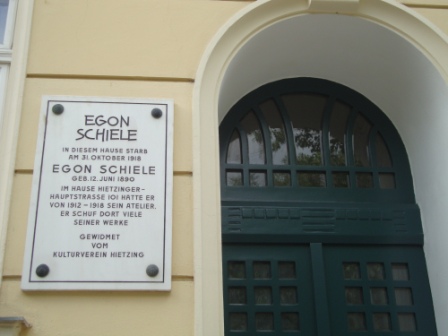 EGON
SCHIELE
IN DIESEM HAUSE STARB
AM 31. OKTOBER 1918
EGON SCHIELE
GEB. 12. JUNI 1890
IM HAUSE HIETZINGER-
HAUPTSTRASSE 101 HATTE ER
VON 1912 – 1918 SEIN ATELIER.
ER SCHUF DORT VIELE
SEINER WERKE
GEWIDMET
VOM
KULTURVEREIN HIETZING